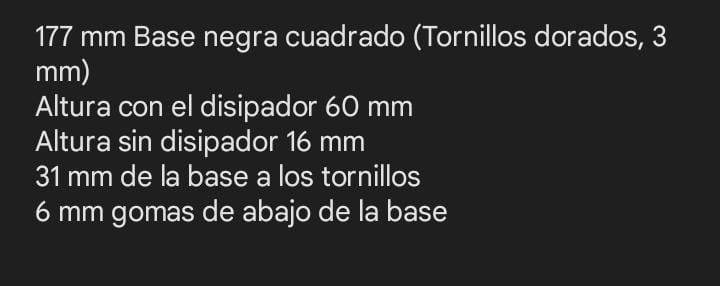 177 mm Base negra cuadrado (Tornillos dorados, 3
mm)
Altura con el disipador 60 mm
Altura sin disipador 16 mm
31 mm de la base a los tornillos
6 mm gomas de abajo de la base